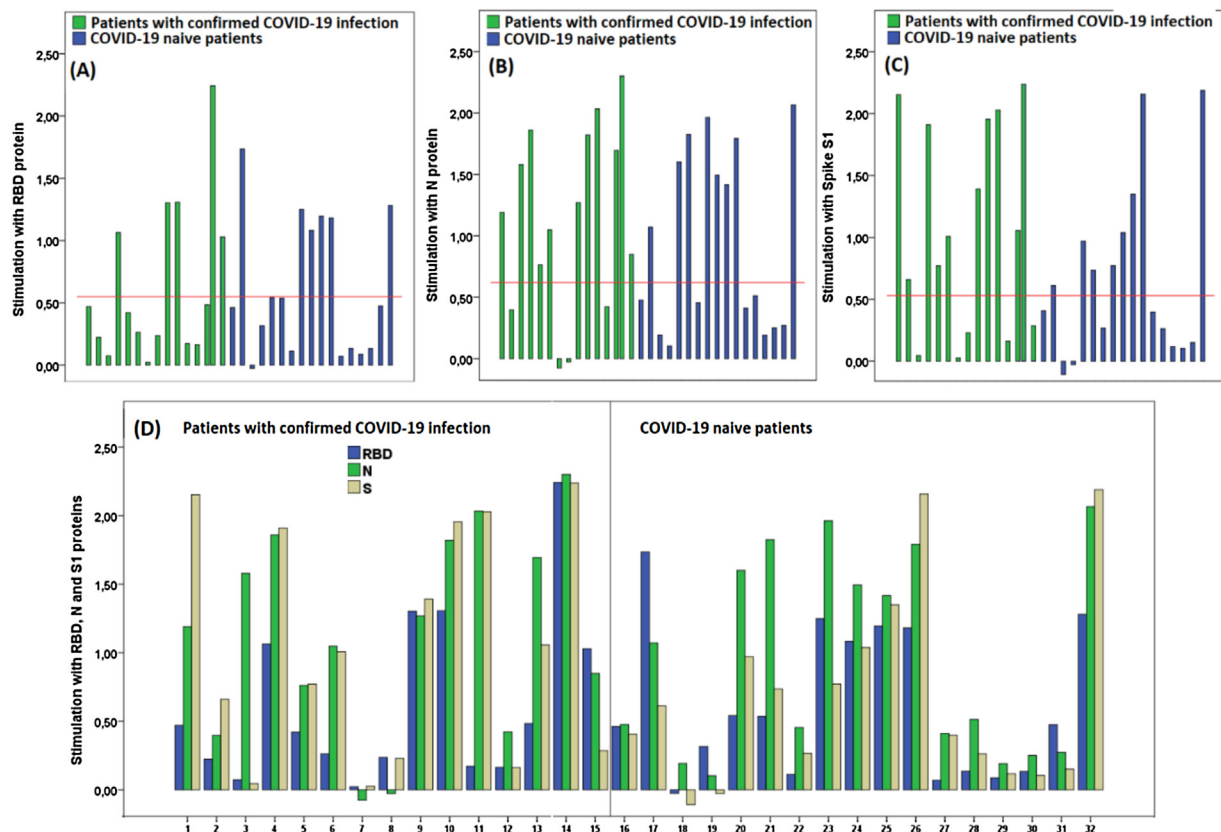 Patients with confirmed COVID-19 infection
COVID-19 naive patients
(A)
Stimulation with RBD protein
2,50
2,00
1,50
1,00
0,50
0,00
Patients with confirmed COVID-19 infection
COVID-19 naive patients
(B)
Stimulation with N protein
2,50
2,00
1,50
1,00
0,50
0,00
Patients with confirmed COVID-19 infection
COVID-19 naive patients
(C)
Stimulation with Spike S1
2,50
2,00
1,50
1,00
0,50
0,00
(D) Patients with confirmed COVID-19 infection COVID-19 naive patients
RBD
N
S
Stimulation with RBD, N and S1 proteins
2,50
2,00
1,50
1,00
0,50
0,00
1 2 3 4 5 6 7 8 9 10 11 12 13 14 15 16 17 18 19 20 21 22 23 24 25 26 27 28 29 30 31 32